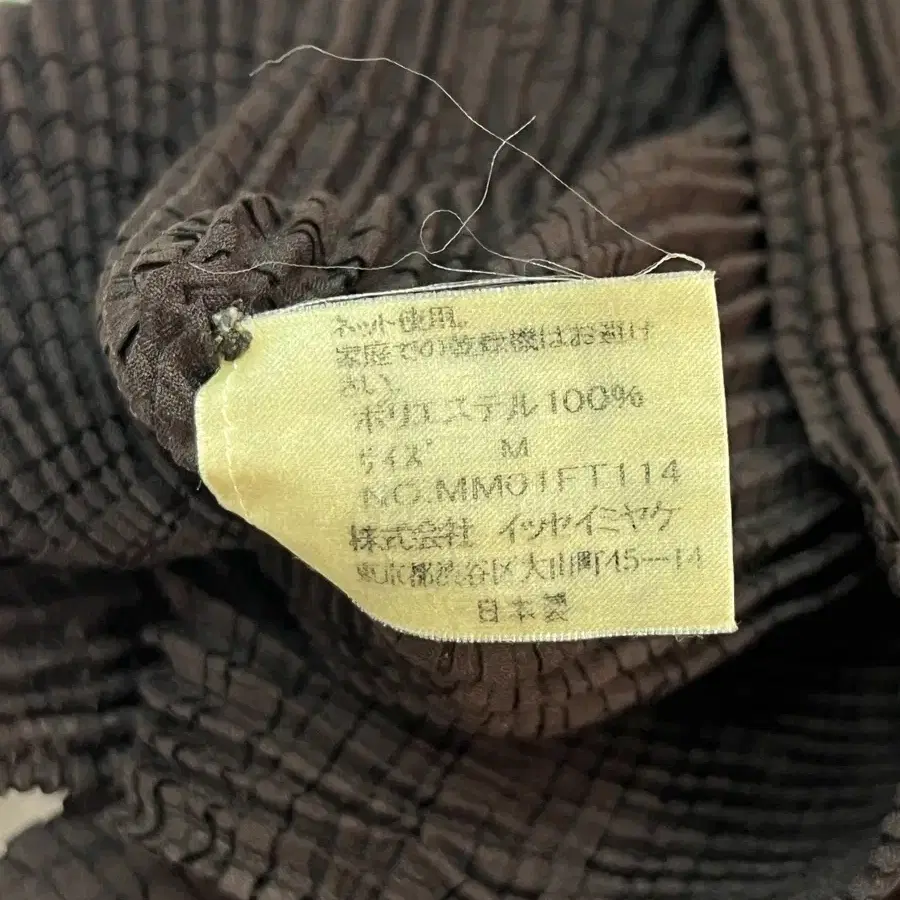 ネット使用。
家庭での乾燥機はお避け
さい。
ポリエステル100%
サイズ M
NO.MM01FT114
株式会社 イッセイミヤケ
東京都渋谷区大山町45-14
日本製